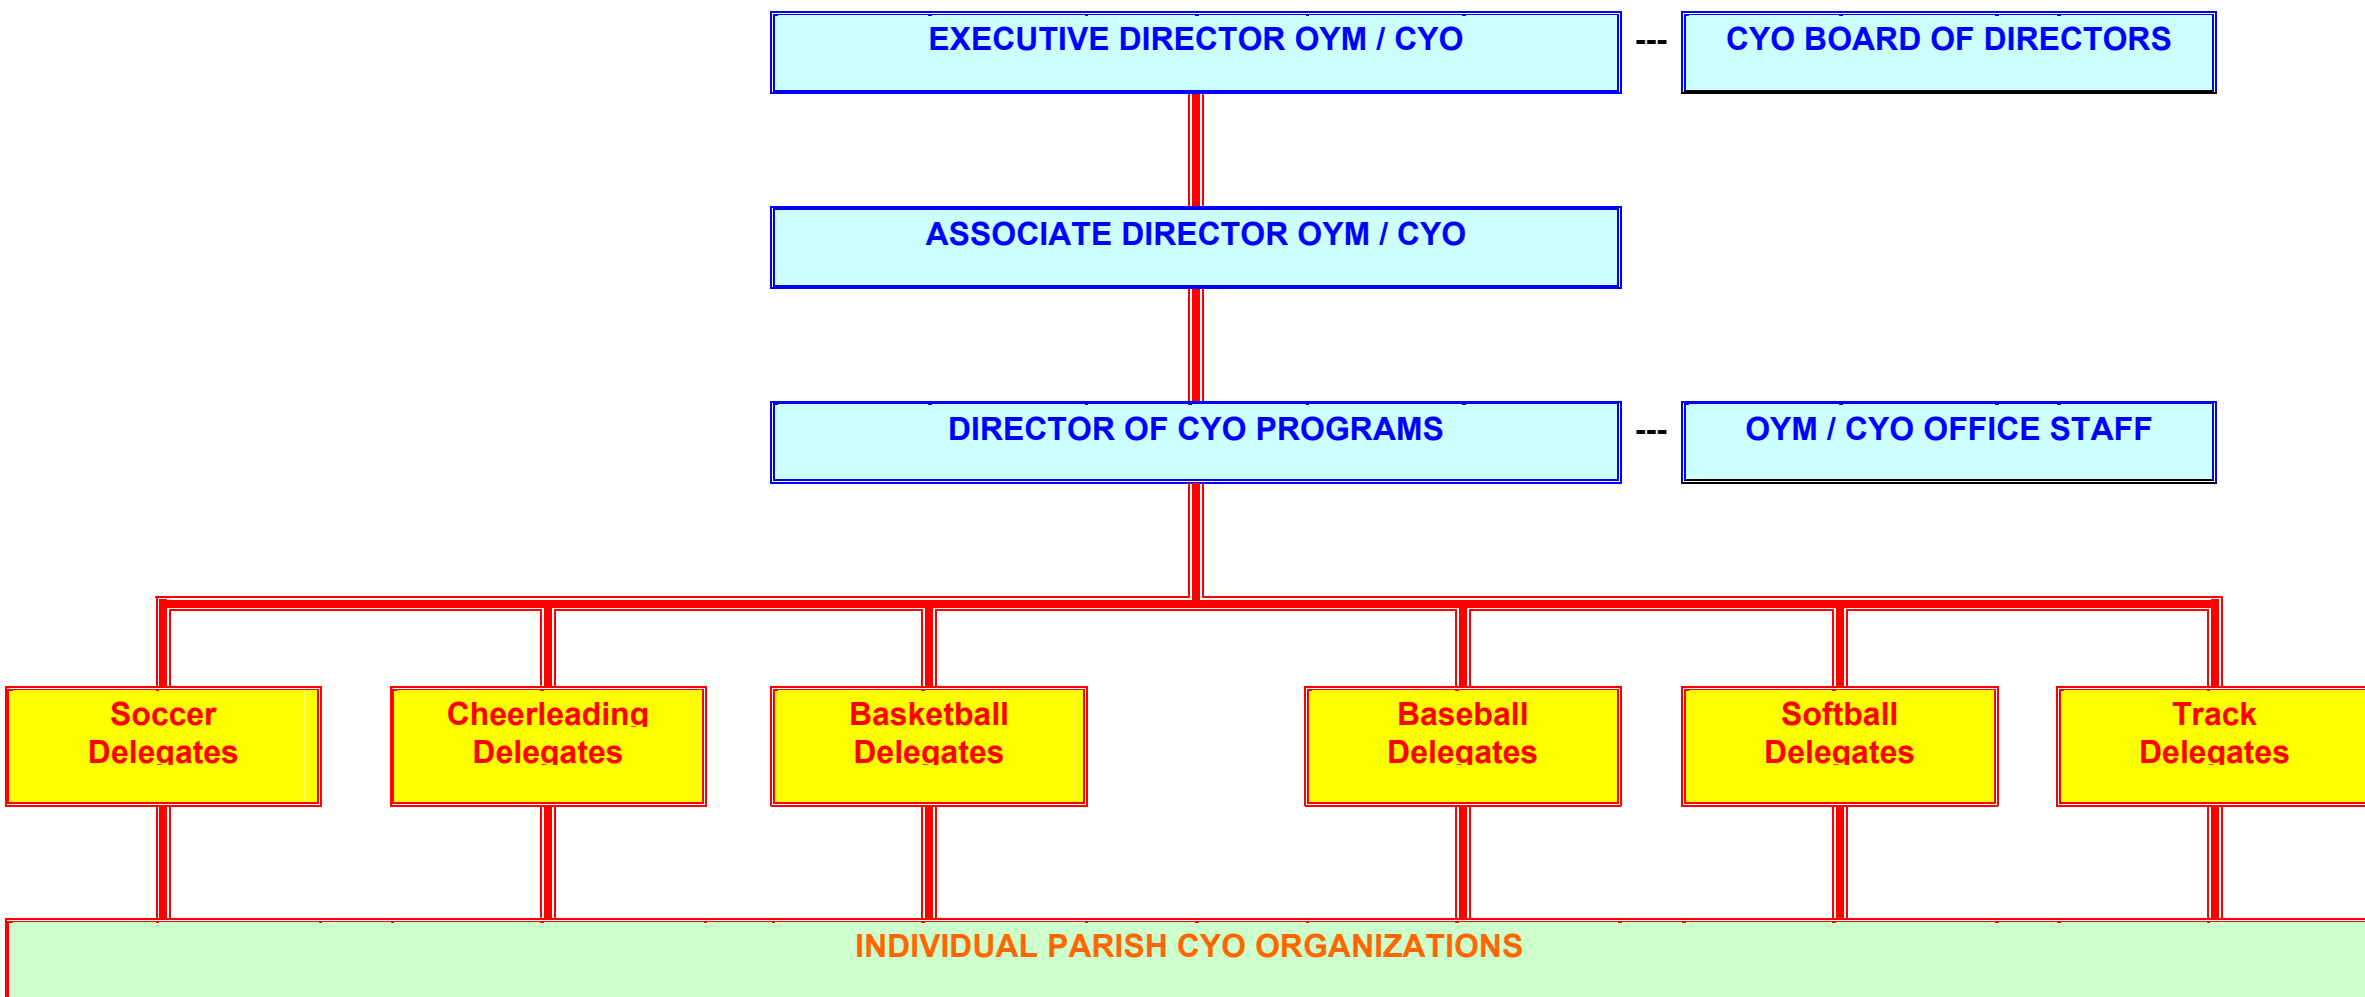 EXECUTIVE DIRECTOR OYM / CYO --- CYO BOARD OF DIRECTORS
ASSOCIATE DIRECTOR OYM / CYO
DIRECTOR OF CYO PROGRAMS --- OYM / CYO OFFICE STAFF
Soccer
Delegates
Cheerleading
Delegates
Basketball
Delegates
Baseball
Delegates
Softball
Delegates
Track
Delegates
INDIVIDUAL PARISH CYO ORGANIZATIONS